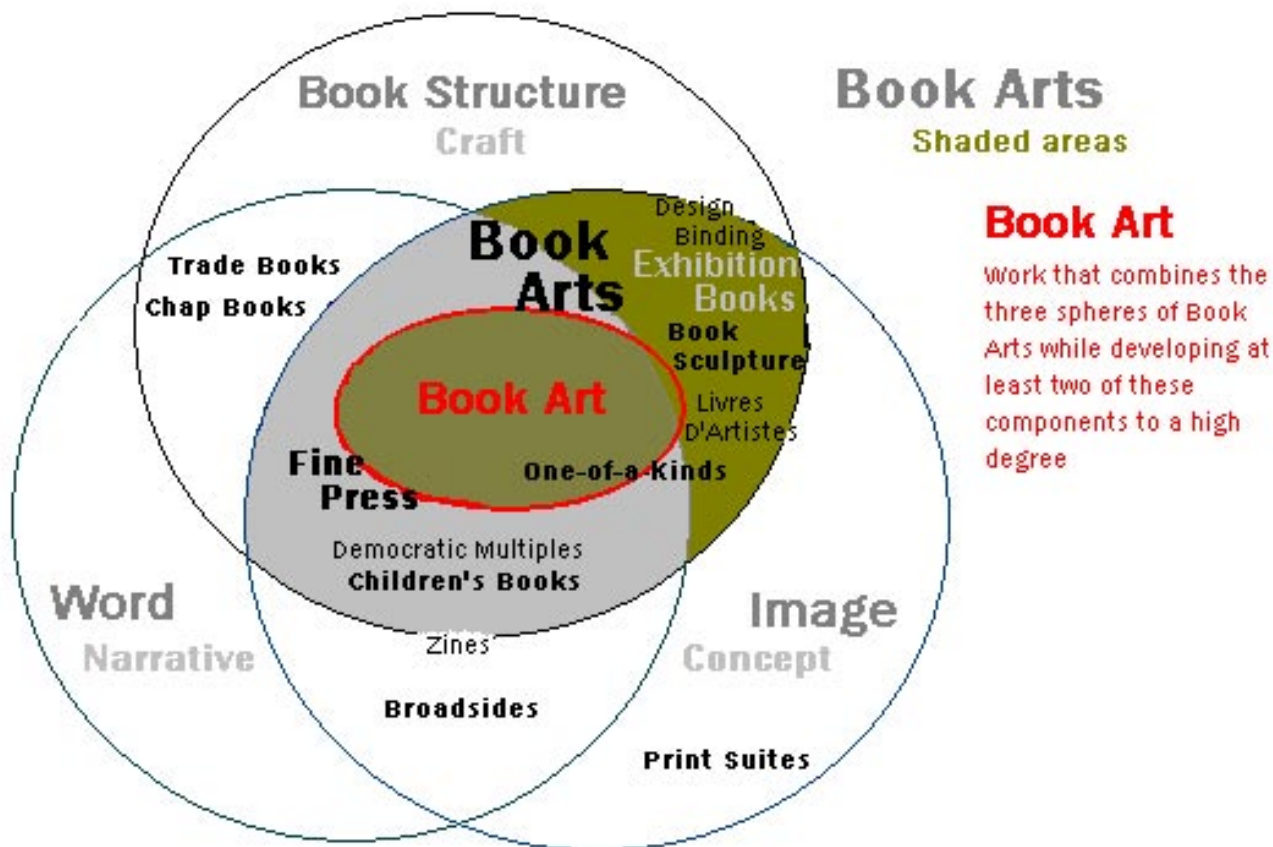 Book Structure
Craft
Book Arts
Shaded areas
Book Art
Work that combines the
three spheres of Book
Arts while developing at
least two of these
components to a high
degree
Trade Books
Chap Books
Book
Arts
Design
Binding
Exhibition
Books
Book
Sculpture
Livres
D'Artistes
Book Art
Fine
Press
One-of-a-Kinds
Democratic Multiples
Children's Books
Word
Narrative
Image
Concept
Zines
Broadsides
Print Suites